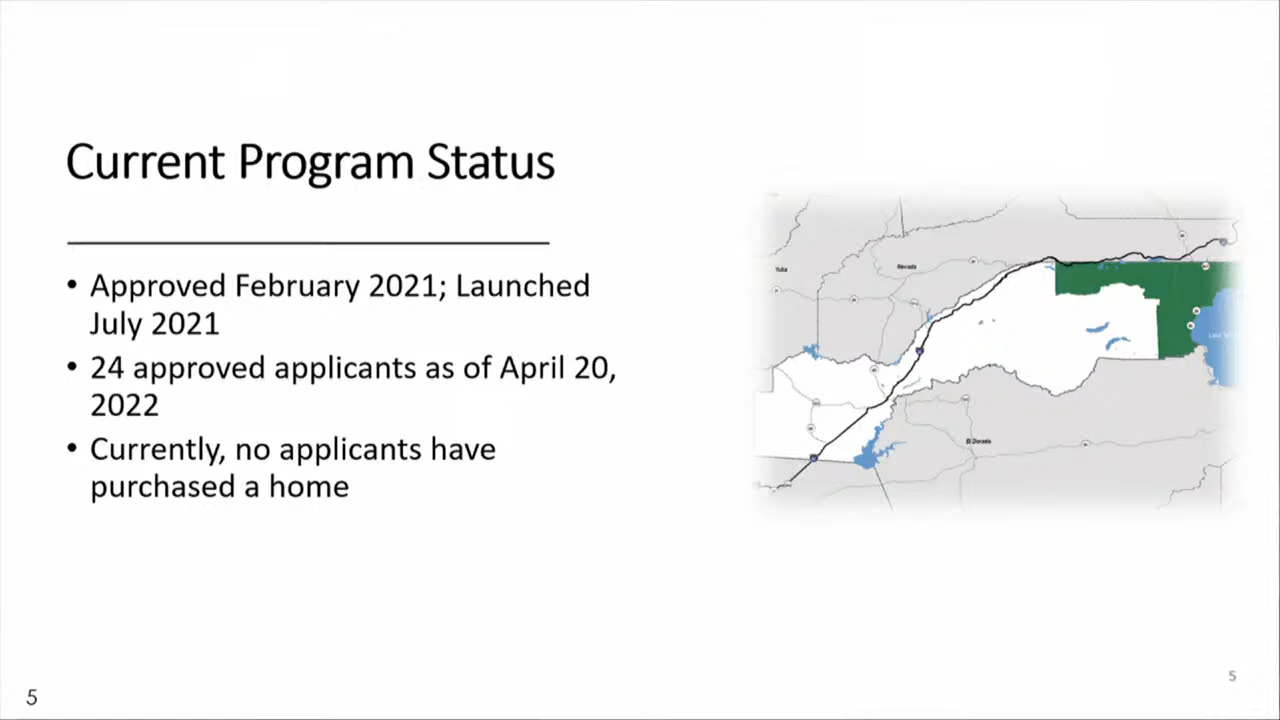 Current Program Status
• Approved February 2021; Launched
July 2021
• 24 approved applicants as of April 20,
2022
• Currently, no applicants have
purchased a home
Yuba
Nevada
El Dorado
5
5